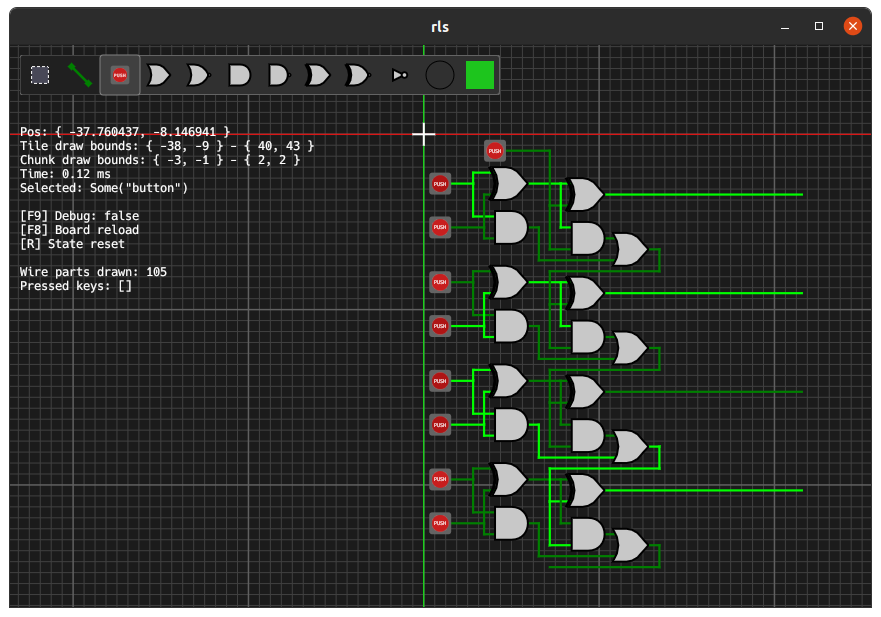 rls
PUSH
Pos: { -37.760437, -8.146941 }
Tile draw bounds: { -38, -9 } - { 40, 43 }
Chunk draw bounds: { -3, -1 } - { 2, 2 }
Time: 0.12 ms
Selected: Some("button")
[F9] Debug: false
[F8] Board reload
[R] State reset
Wire parts drawn: 105
Pressed keys: []
PUSH
PUSH
PUSH
PUSH
PUSH
PUSH
PUSH
PUSH
PUSH